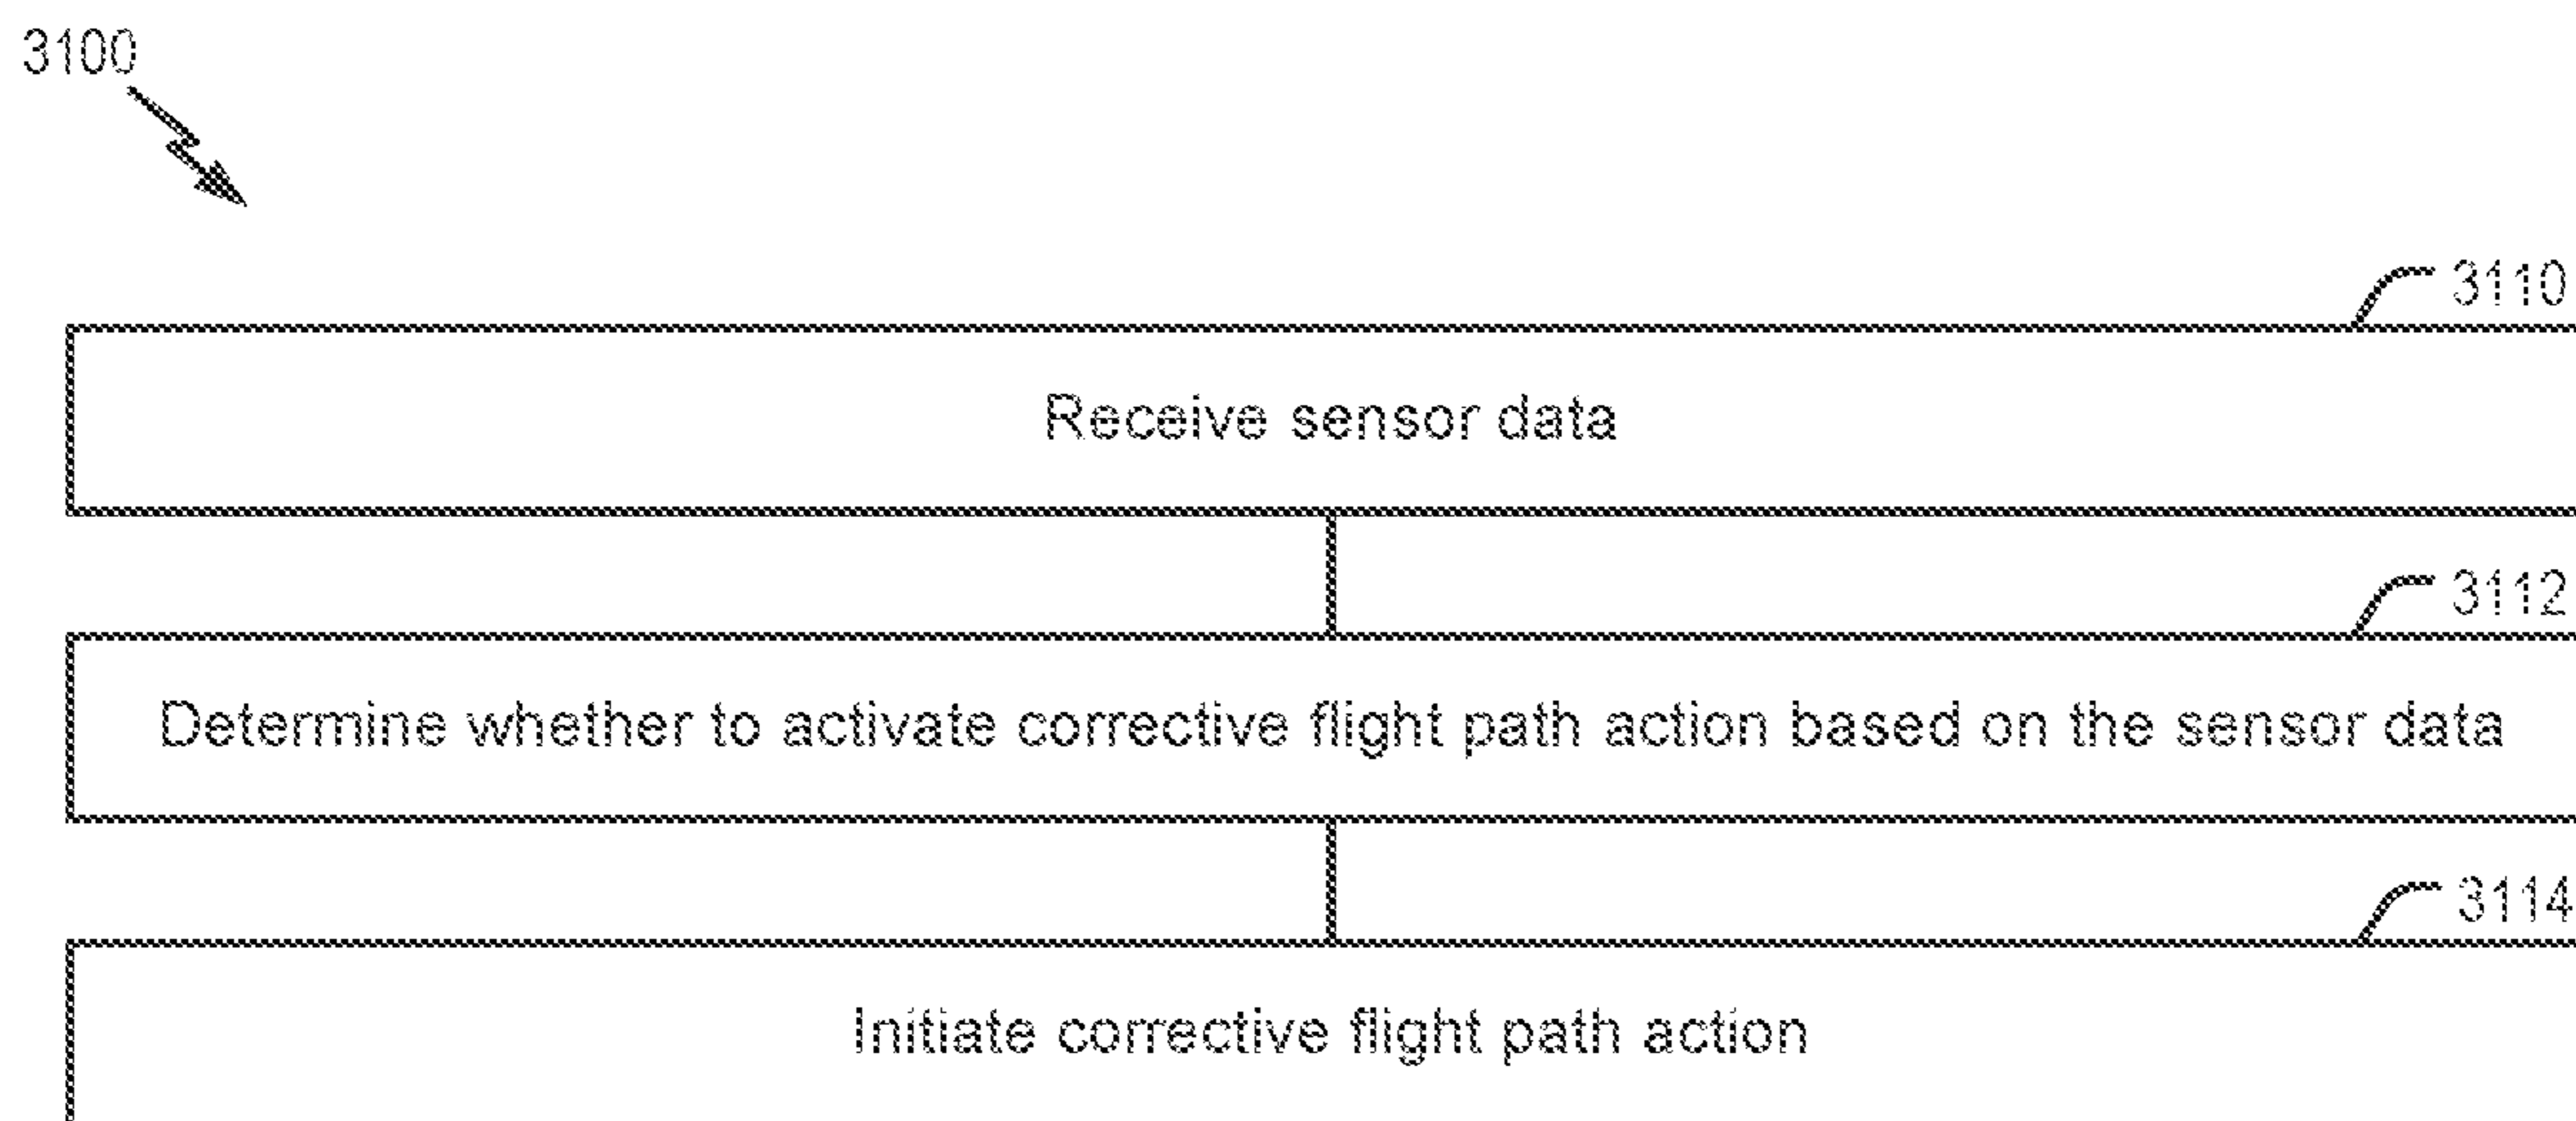 3100
3110
Receive sensor data
3112
Determine whether to activate corrective flight path action based on the sensor data
3114
Initiate corrective flight path action